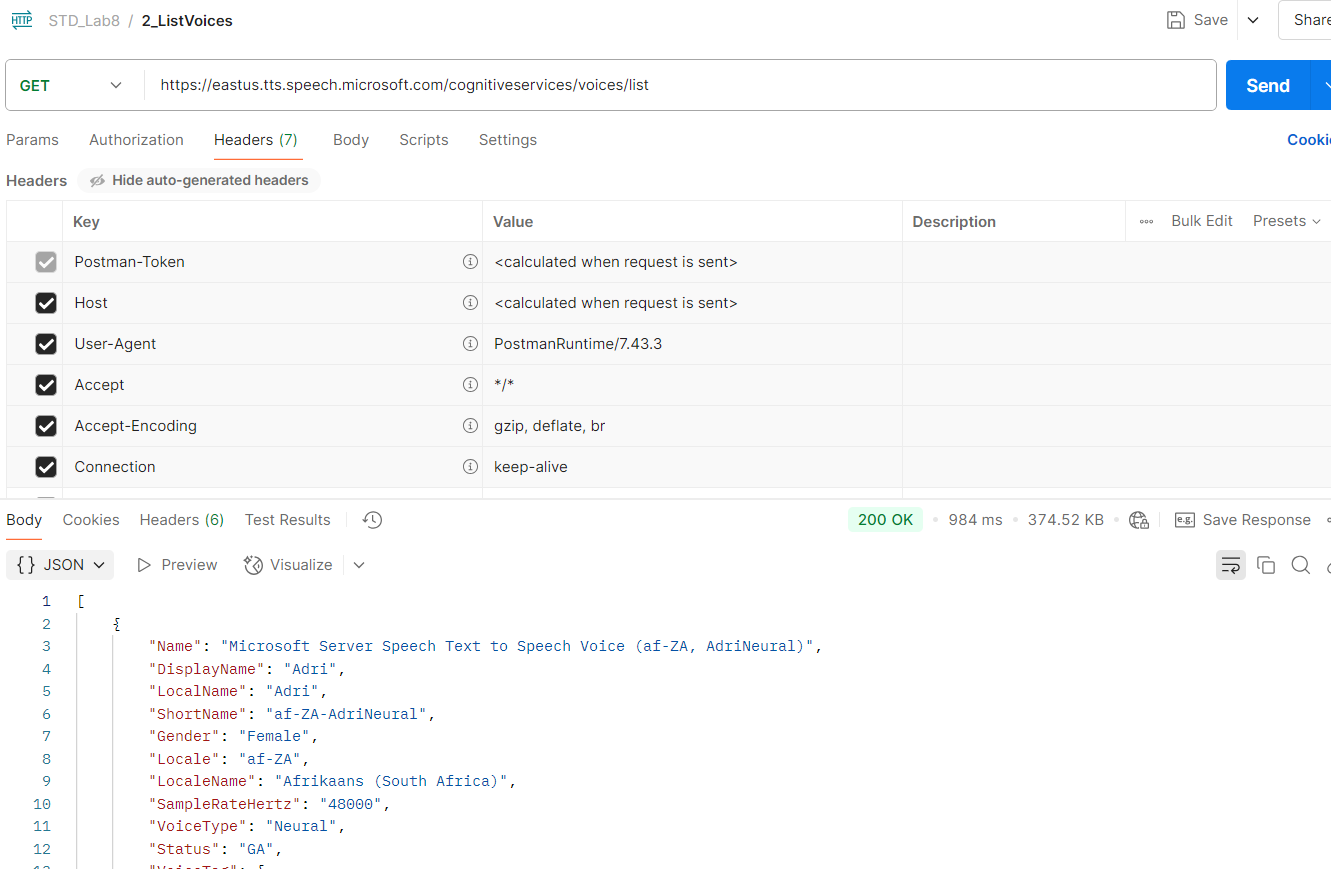 HTTP STD_Lab8 / 2_ListVoices Save Share
GET https://eastus.tts.speech.microsoft.com/cognitiveservices/voices/list Send
Params Authorization Headers (7) Body Scripts Settings Cooki
Headers Hide auto-generated headers
Key Value Description Bulk Edit Presets
Postman-Token <calculated when request is sent>
Host <calculated when request is sent>
User-Agent PostmanRuntime/7.43.3
Accept */*
Accept-Encoding gzip, deflate, br
Connection keep-alive
Body Cookies Headers (6) Test Results 200 OK 984 ms 374.52 KB e.g. Save Response
{} JSON Preview Visualize
1 [
2 {
3 "Name": "Microsoft Server Speech Text to Speech Voice (af-ZA, AdriNeural)",
4 "DisplayName": "Adri",
5 "LocalName": "Adri",
6 "ShortName": "af-ZA-AdriNeural",
7 "Gender": "Female",
8 "Locale": "af-ZA",
9 "LocaleName": "Afrikaans (South Africa)",
10 "SampleRateHertz": "48000",
11 "VoiceType": "Neural",
12 "Status": "GA",
13 "VoiceTag": {